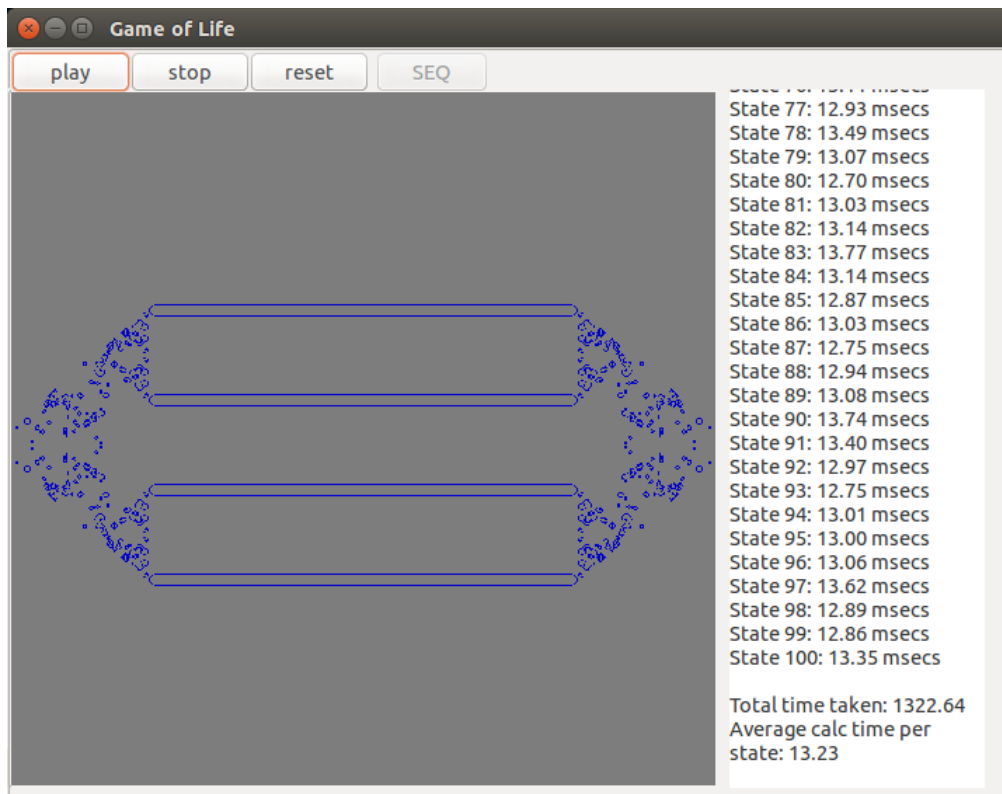 Game of Life
play stop reset SEQ
State 77: 12.93 msecs
State 78: 13.49 msecs
State 79: 13.07 msecs
State 80: 12.70 msecs
State 81: 13.03 msecs
State 82: 13.14 msecs
State 83: 13.77 msecs
State 84: 13.14 msecs
State 85: 12.87 msecs
State 86: 13.03 msecs
State 87: 12.75 msecs
State 88: 12.94 msecs
State 89: 13.08 msecs
State 90: 13.74 msecs
State 91: 13.40 msecs
State 92: 12.97 msecs
State 93: 12.75 msecs
State 94: 13.01 msecs
State 95: 13.00 msecs
State 96: 13.06 msecs
State 97: 13.62 msecs
State 98: 12.89 msecs
State 99: 12.86 msecs
State 100: 13.35 msecs
Total time taken: 1322.64
Average calc time per
state: 13.23